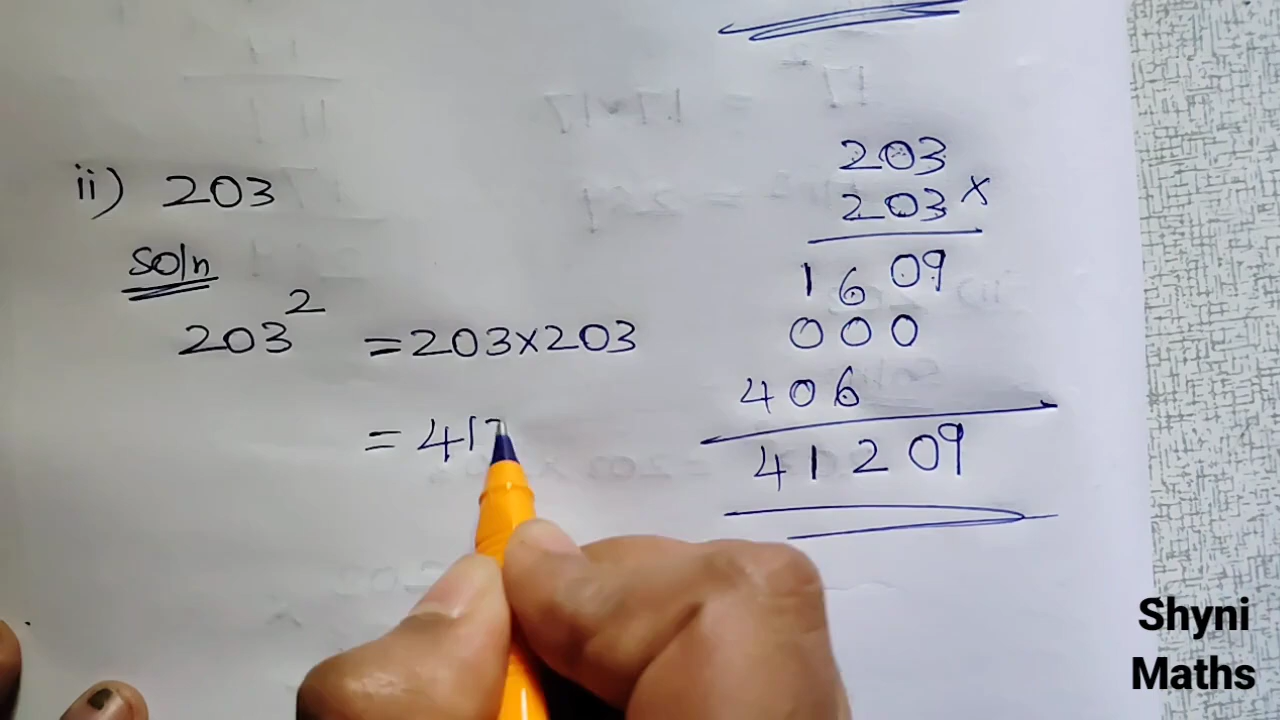 ii) 203
Soln
203² = 203×203
= 41
203
203 ×
1609
000
406
41209
Shyni
Maths